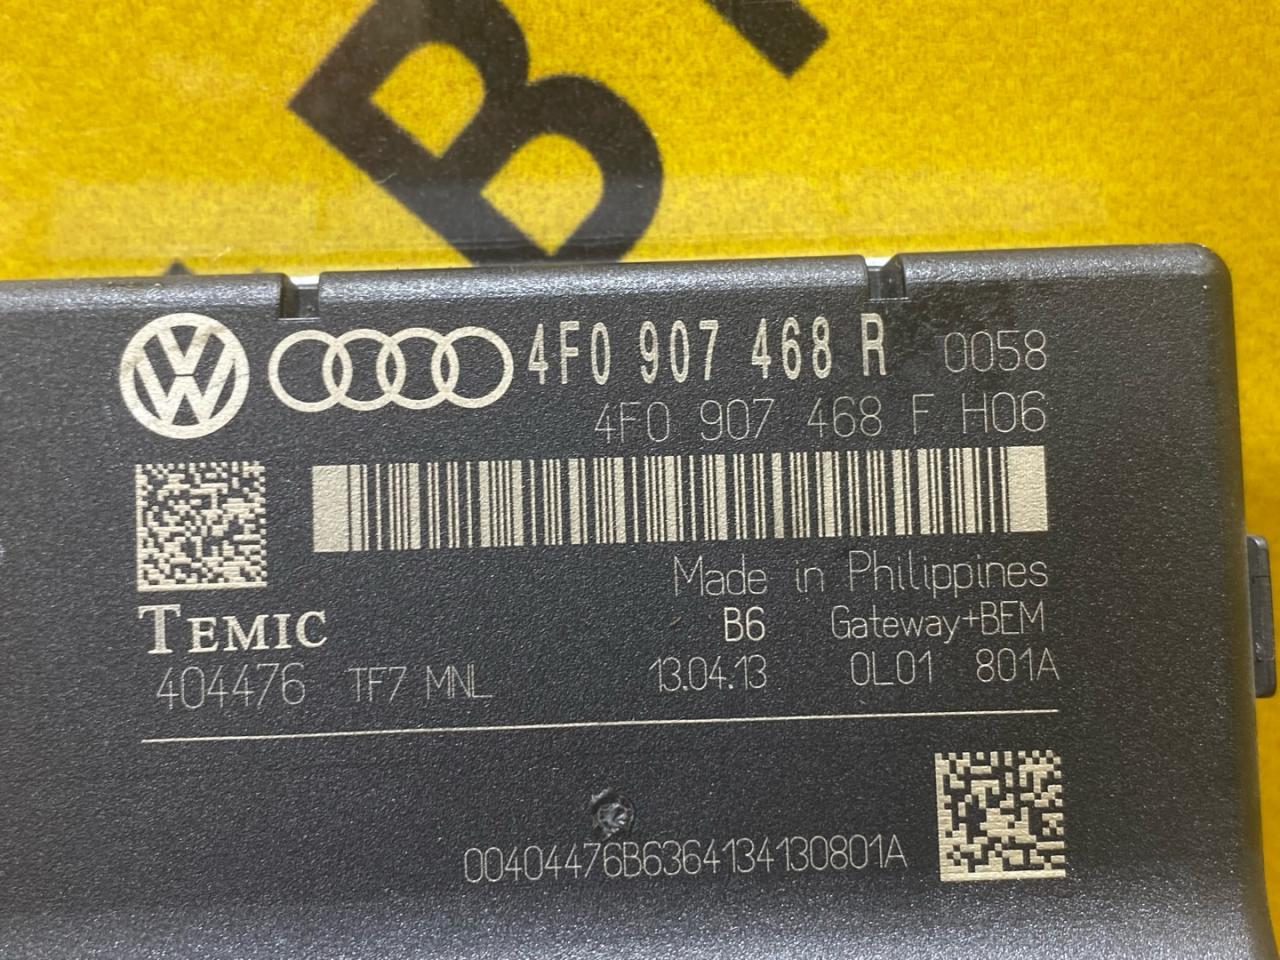 B
4F0 907 468 R 0058
4F0 907 468 F H06
Made in Philippines
TEMIC B6 Gateway+BEM
404476 TF7 MNL 13.04.13 0L01 801A
00404476B6364134130801A